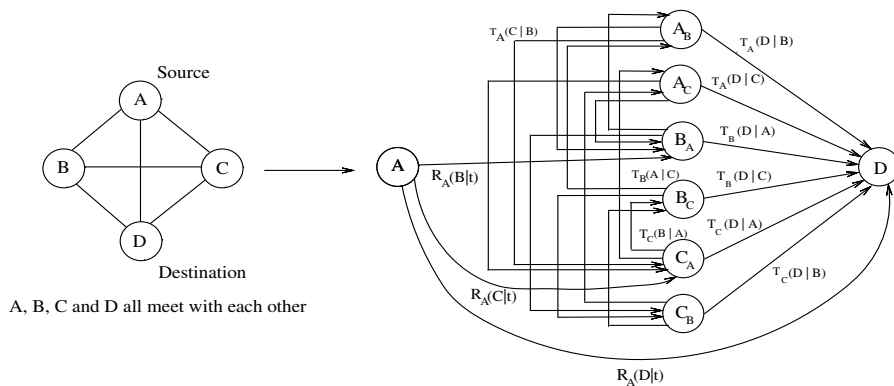 Source
A
B
C
D
Destination
A, B, C and D all meet with each other
A
R_A(B|t)
R_A(C|t)
R_A(D|t)
T_A(C|B)
T_B(A|C)
T_C(B|A)
A_B
A_C
B_A
B_C
C_A
C_B
T_A(D|B)
T_A(D|C)
T_B(D|A)
T_B(D|C)
T_C(D|A)
T_C(D|B)
D